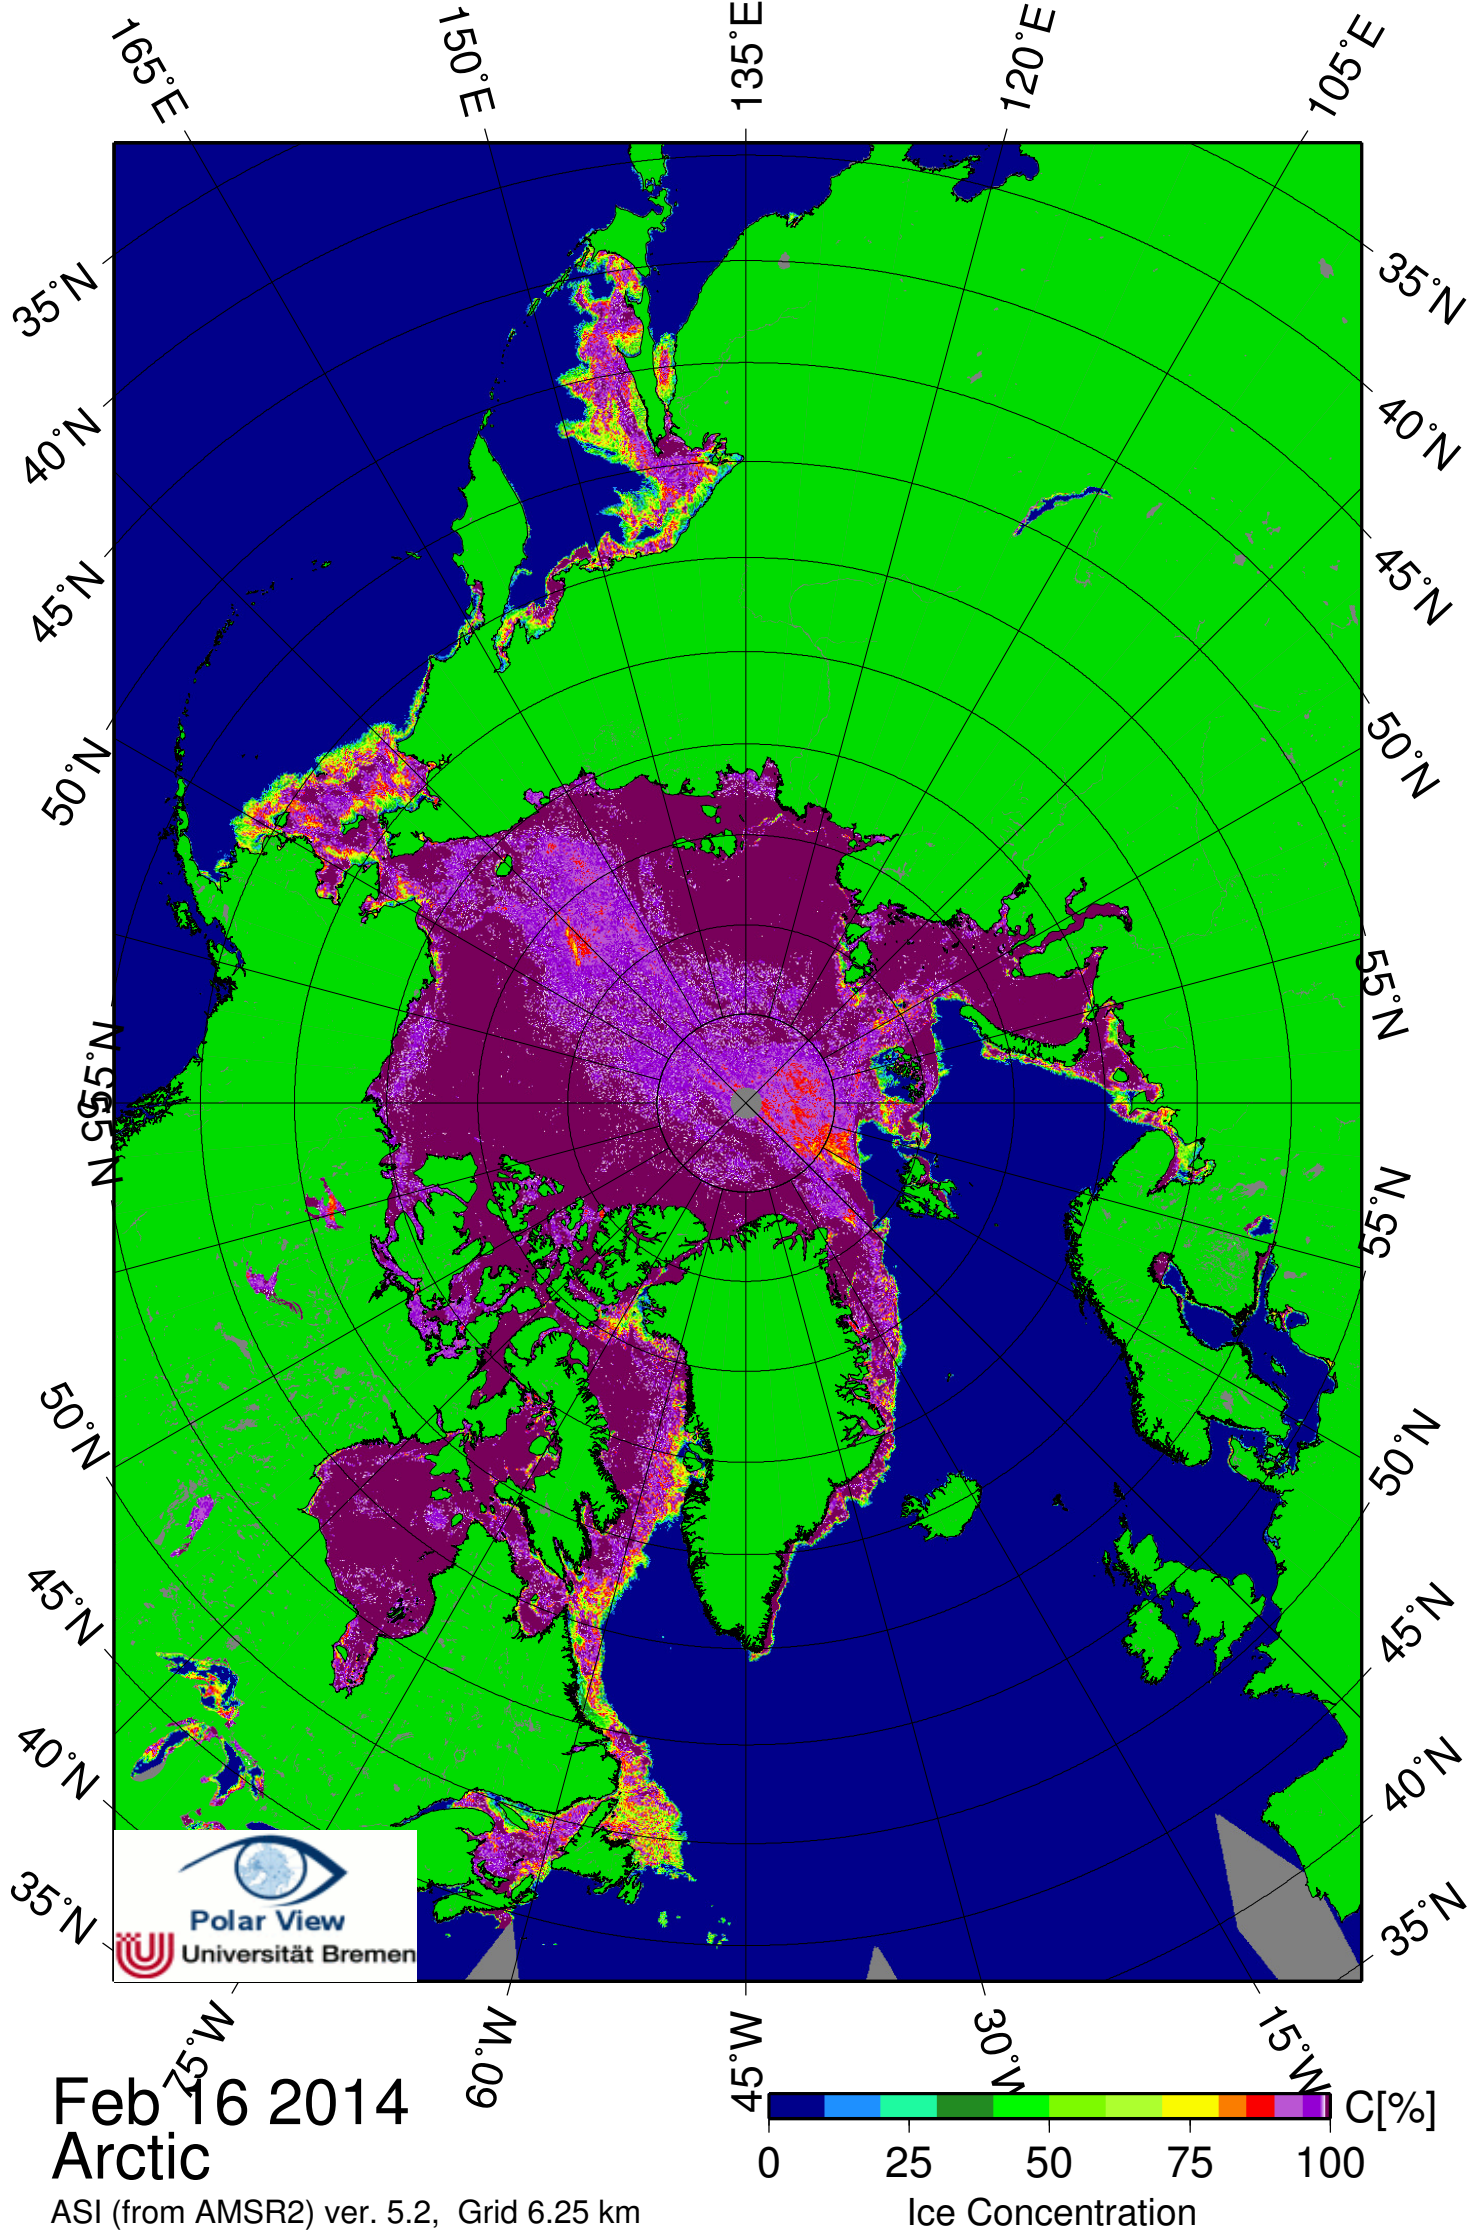 165°E 150°E 135°E 120°E 105°E
35°N 35°N
40°N 40°N
45°N 45°N
50°N 50°N
55°N 55°N
55°N 55°N
50°N 50°N
45°N 45°N
40°N 40°N
35°N 35°N
Polar View
Universität Bremen
75°W 60°W 45°W 30°W 15°W
Feb 16 2014
Arctic
ASI (from AMSR2) ver. 5.2, Grid 6.25 km
C[%]
0 25 50 75 100
Ice Concentration